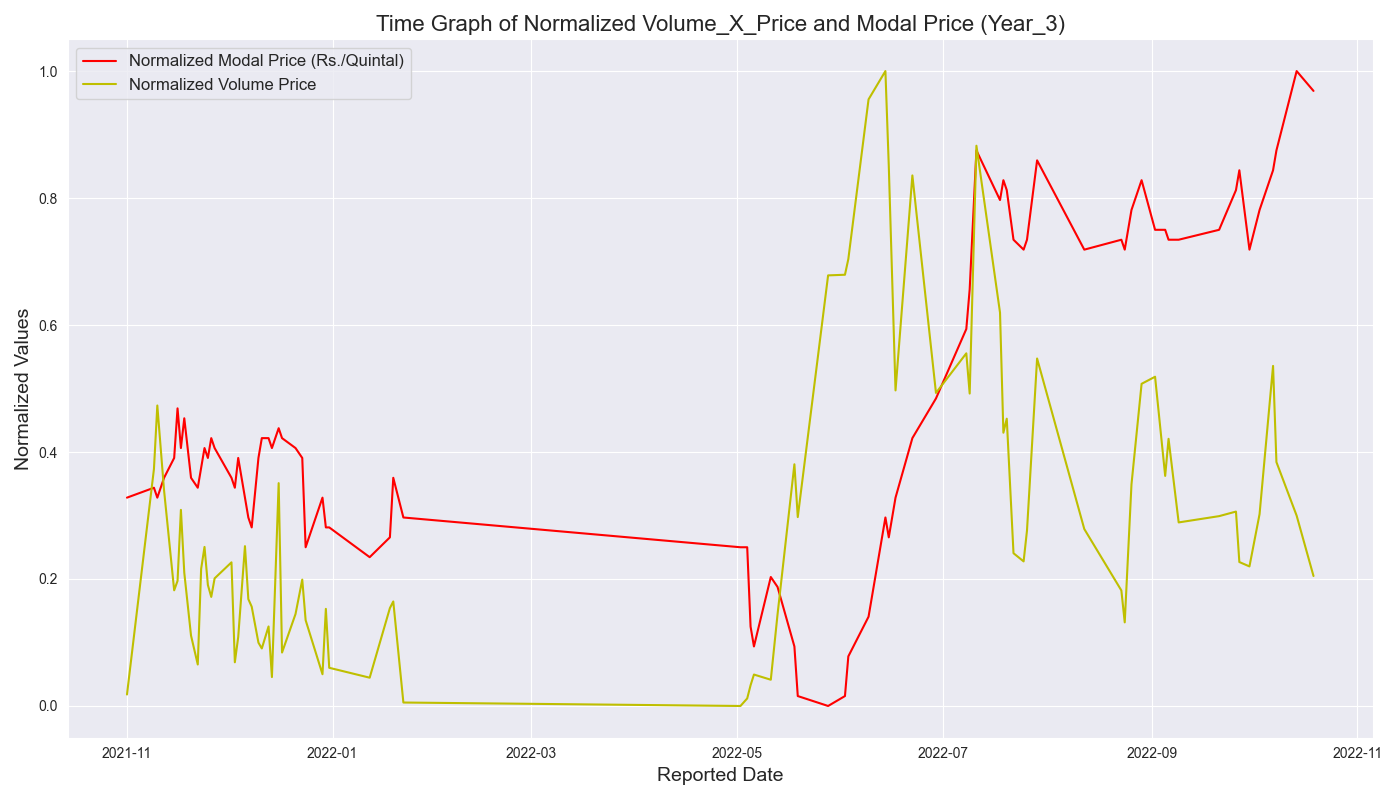 Time Graph of Normalized Volume_X_Price and Modal Price (Year_3)
Normalized Modal Price (Rs./Quintal)
Normalized Volume Price
Normalized Values
1.0
0.8
0.6
0.4
0.2
0.0
2021-11 2022-01 2022-03 2022-05 2022-07 2022-09 2022-11
Reported Date